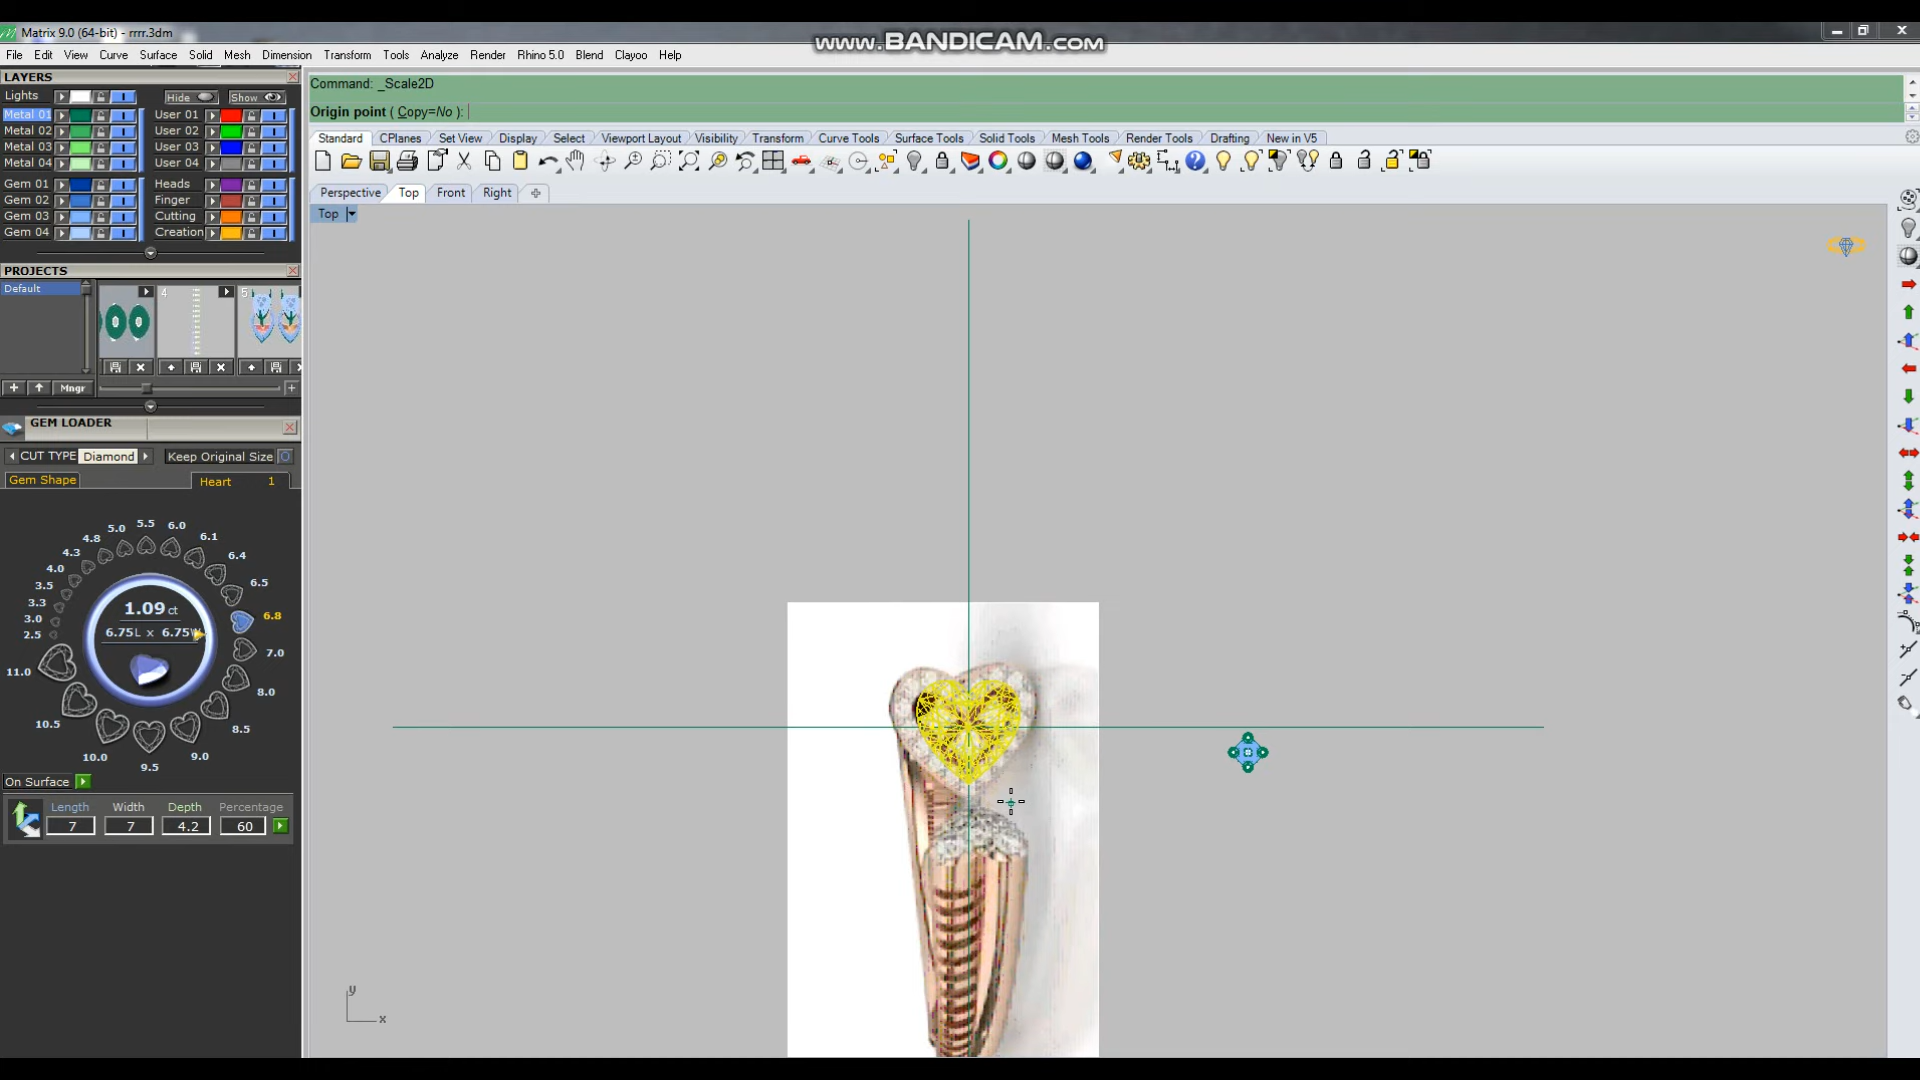 Matrix 9.0 (64-bit) - rrrr.3dm
www.BANDICAM.com
File Edit View Curve Surface Solid Mesh Dimension Transform Tools Analyze Render Rhino 5.0 Blend Clayoo Help
LAYERS
Lights Hide Show
Metal 01 User 01
Metal 02 User 02
Metal 03 User 03
Metal 04 User 04
Gem 01 Heads
Gem 02 Finger
Gem 03 Cutting
Gem 04 Creation
PROJECTS
Default
4 5
Mngr
GEM LOADER
CUT TYPE Diamond Keep Original Size
Gem Shape Heart 1
5.5
5.0 6.0
4.8 6.1
4.3 6.4
4.0 6.5
3.5
3.3 6.8
3.0
2.5 7.0
11.0 8.0
10.5 8.5
10.0 9.0
9.5
1.09 ct
6.75L x 6.75W
On Surface
Length Width Depth Percentage
7 7 4.2 60
Command: _Scale2D
Origin point ( Copy=No ):
Standard CPlanes Set View Display Select Viewport Layout Visibility Transform Curve Tools Surface Tools Solid Tools Mesh Tools Render Tools Drafting New in V5
Perspective Top Front Right
Top
y
x